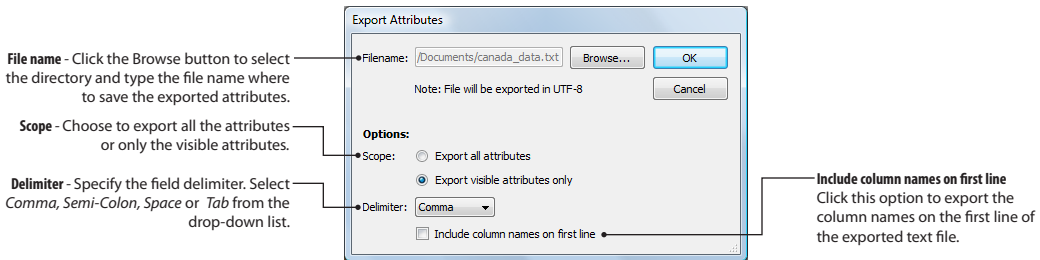 Export Attributes
File name - Click the Browse button to select
the directory and type the file name where
to save the exported attributes.
Filename:
/Documents/canada_data.txt
Browse...
OK
Note: File will be exported in UTF-8
Cancel
Scope - Choose to export all the attributes
or only the visible attributes.
Options:
Scope:
Export all attributes
Export visible attributes only
Delimiter - Specify the field delimiter. Select
Comma, Semi-Colon, Space or Tab from the
drop-down list.
Delimiter:
Comma
Include column names on first line
Include column names on first line
Click this option to export the
column names on the first line of
the exported text file.